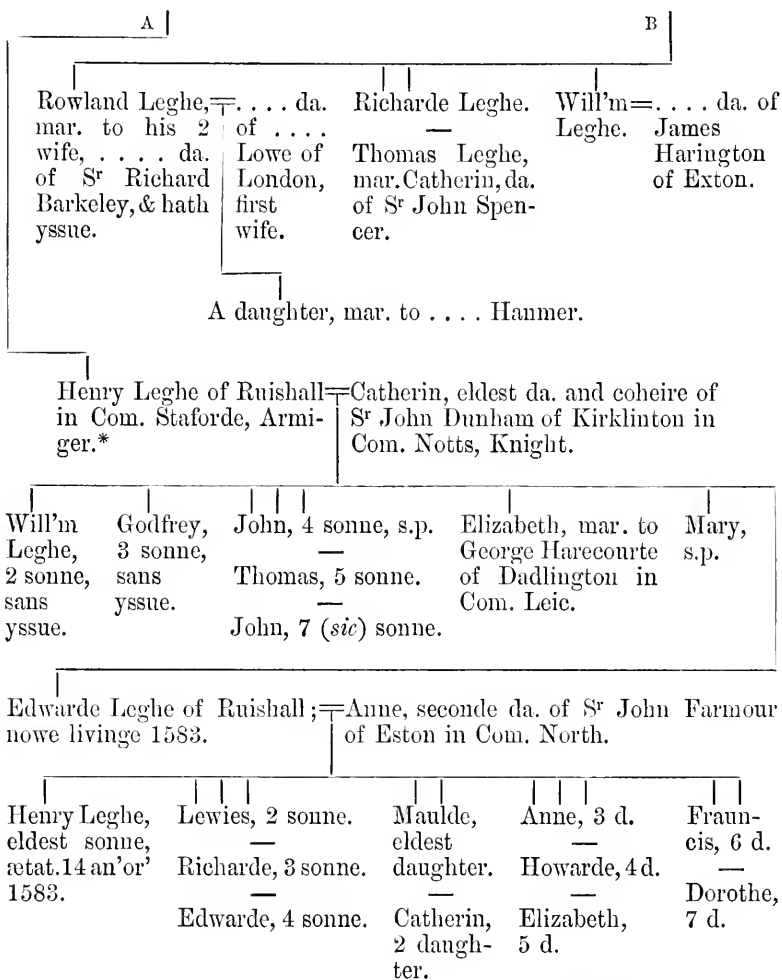 A B
Rowland Leghe,
mar. to his 2
wife, . . . . da.
of Sʳ Richard
Barkeley, & hath
yssue.
. . . . da.
of . . . .
Lowe of
London,
first
wife.
Richarde Leghe.
—
Thomas Leghe,
mar. Catherin, da.
of Sʳ John Spen-
cer.
Will'm
Leghe.
. . . . da. of
James
Harington
of Exton.
A daughter, mar. to . . . . Hanmer.
Henry Leghe of Ruishall
in Com. Staforde, Armi-
ger.*
Catherin, eldest da. and coheire of
Sʳ John Dunham of Kirklinton in
Com. Notts, Knight.
Will'm
Leghe,
2 sonne,
sans
yssue.
Godfrey,
3 sonne,
sans
yssue.
John, 4 sonne, s.p.
—
Thomas, 5 sonne.
—
John, 7 (sic) sonne.
Elizabeth, mar. to
George Harecourte
of Dadlington in
Com. Leic.
Mary,
s.p.
Edwarde Leghe of Ruishall;
nowe livinge 1583.
Anne, seconde da. of Sʳ John Farmour
of Eston in Com. North.
Henry Leghe,
eldest sonne,
ætat. 14 an'or'
1583.
Lewies, 2 sonne.
—
Richarde, 3 sonne.
—
Edwarde, 4 sonne.
Maulde,
eldest
daughter.
—
Catherin,
2 daugh-
ter.
Anne, 3 d.
—
Howarde, 4 d.
—
Elizabeth,
5 d.
Fraun-
cis, 6 d.
—
Dorothe,
7 d.